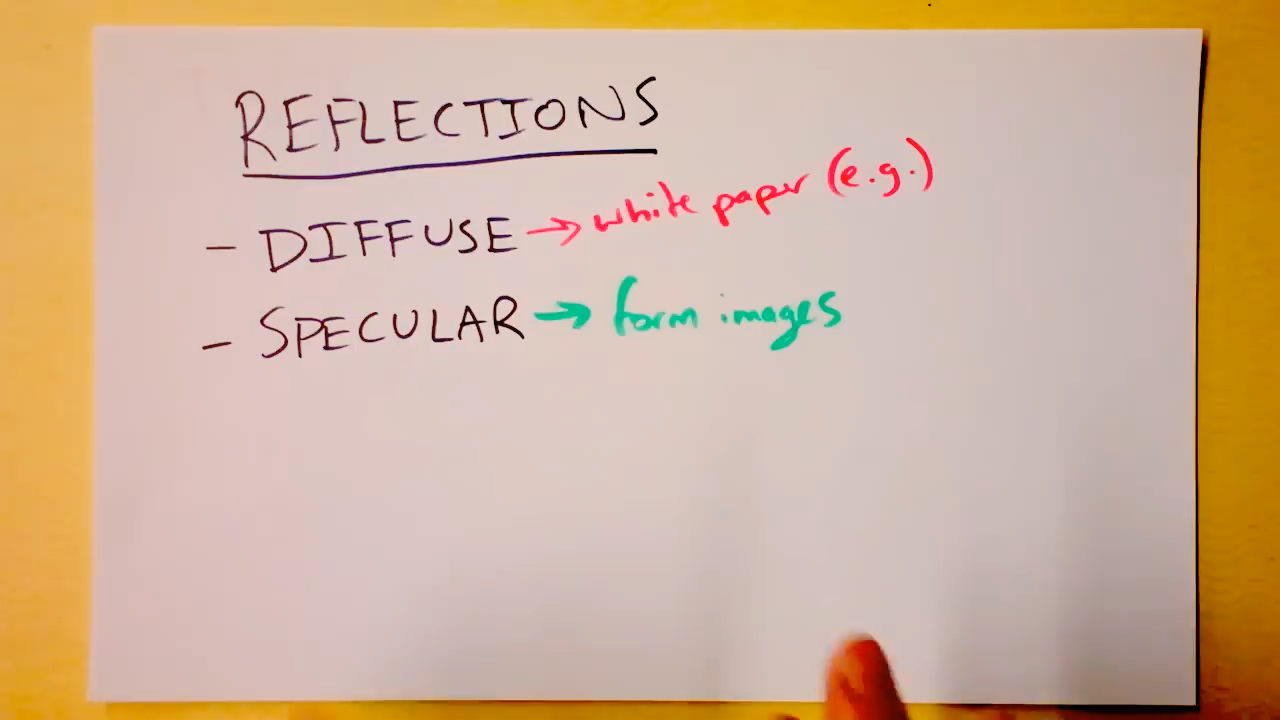 REFLECTIONS
- DIFFUSE → white paper (e.g.)
- SPECULAR → form images